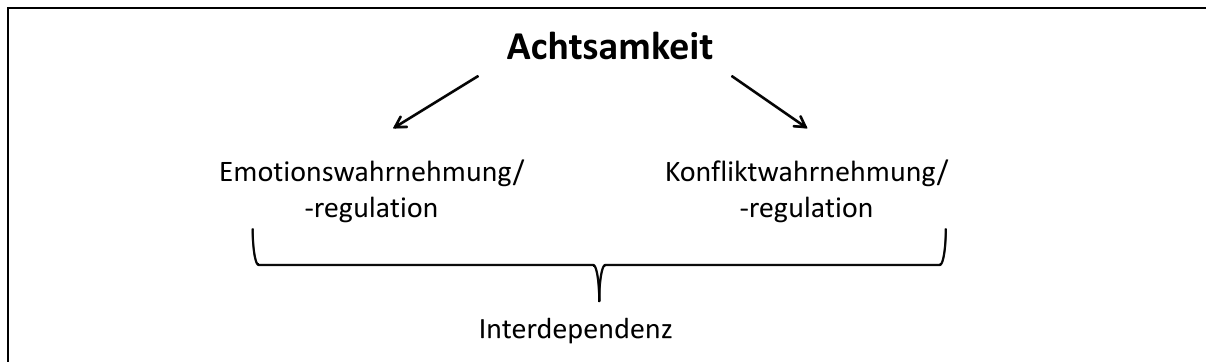 Achtsamkeit
Emotionswahrnehmung/
-regulation
Konfliktwahrnehmung/
-regulation
Interdependenz